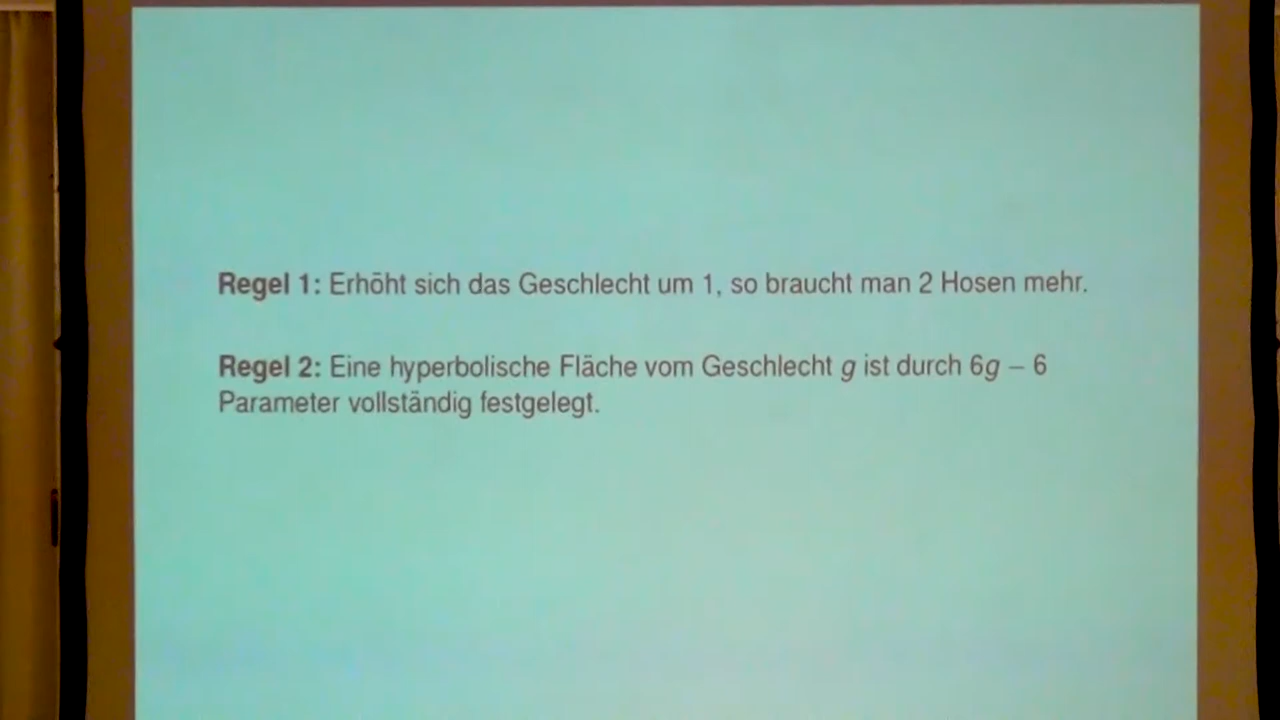 Regel 1: Erhöht sich das Geschlecht um 1, so braucht man 2 Hosen mehr.
Regel 2: Eine hyperbolische Fläche vom Geschlecht g ist durch 6g – 6
Parameter vollständig festgelegt.